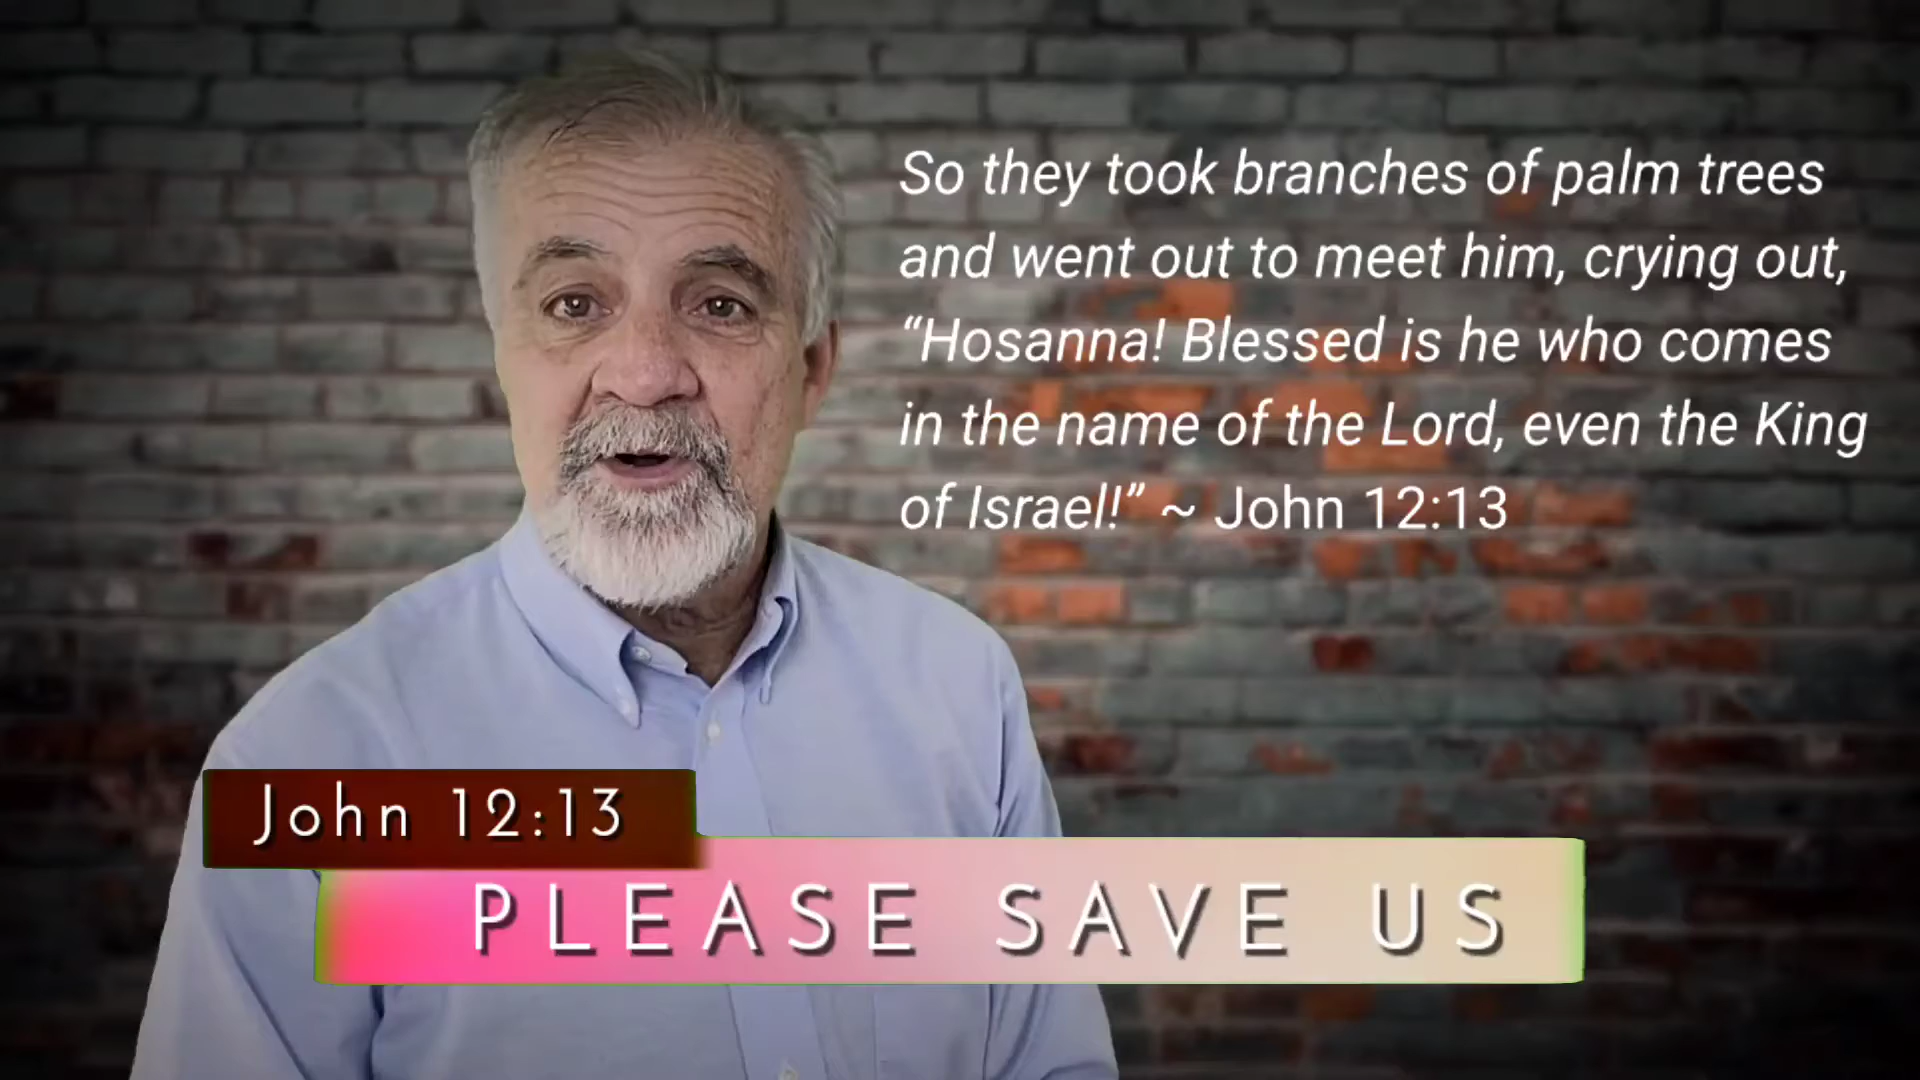 So they took branches of palm trees
and went out to meet him, crying out,
“Hosanna! Blessed is he who comes
in the name of the Lord, even the King
of Israel!” ~ John 12:13
John 12:13
PLEASE SAVE US